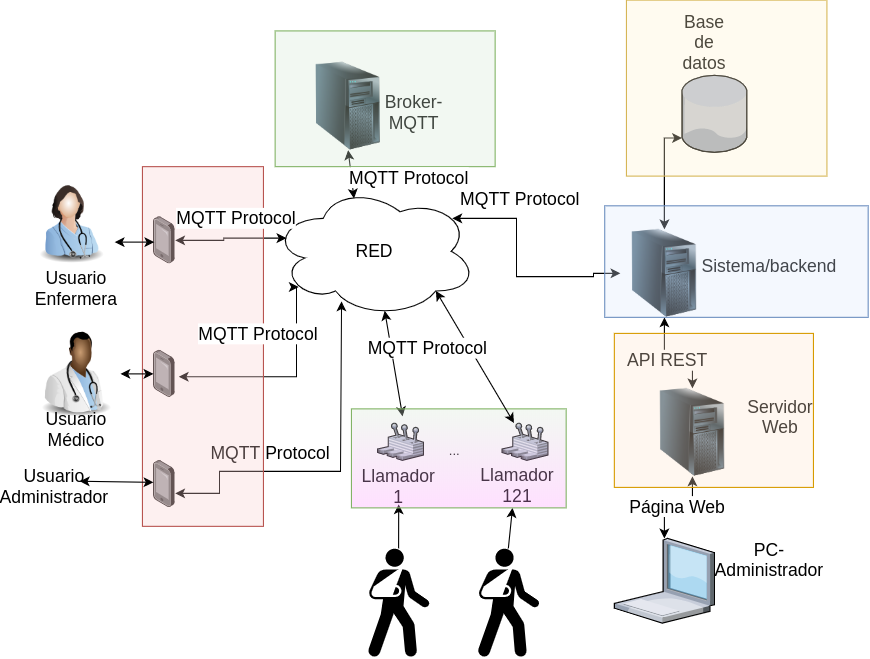 Base
de
datos
Broker-
MQTT
MQTT Protocol
MQTT Protocol
MQTT Protocol
RED
Sistema/backend
Usuario
Enfermera
MQTT Protocol
MQTT Protocol
API REST
Servidor
Web
Usuario
Médico
MQTT Protocol
...
Llamador
1
Llamador
121
Usuario
Administrador
Página Web
PC-
Administrador